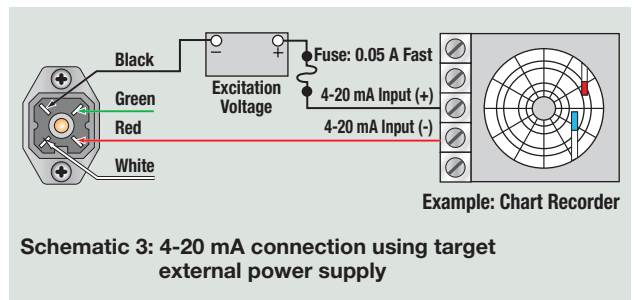 Black
Green
Red
White
− +
Excitation
Voltage
Fuse: 0.05 A Fast
4-20 mA Input (+)
4-20 mA Input (-)
Example: Chart Recorder
Schematic 3: 4-20 mA connection using target
external power supply